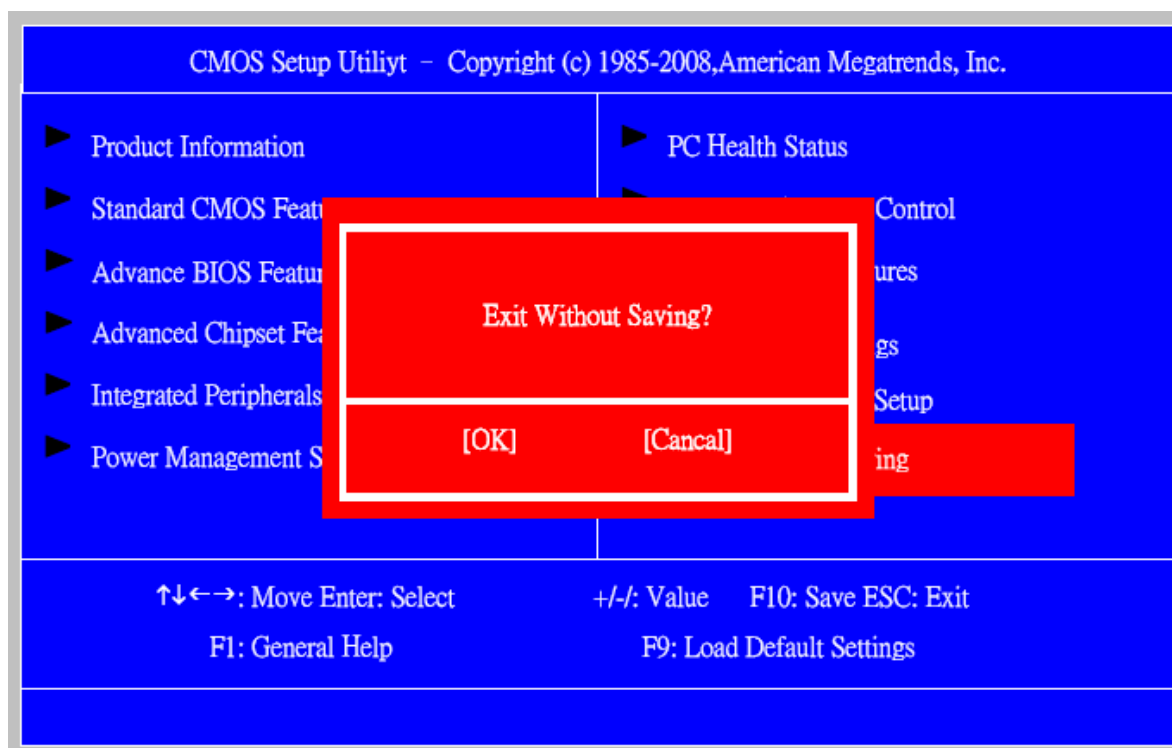 CMOS Setup Utiliyt - Copyright (c) 1985-2008,American Megatrends, Inc.
Product Information
Standard CMOS Featu
Advance BIOS Featur
Advanced Chipset Fea
Integrated Peripherals
Power Management S
PC Health Status
Control
ures
gs
Setup
ing
Exit Without Saving?
[OK] [Cancal]
↑↓←→: Move Enter: Select +/-/: Value F10: Save ESC: Exit
F1: General Help F9: Load Default Settings